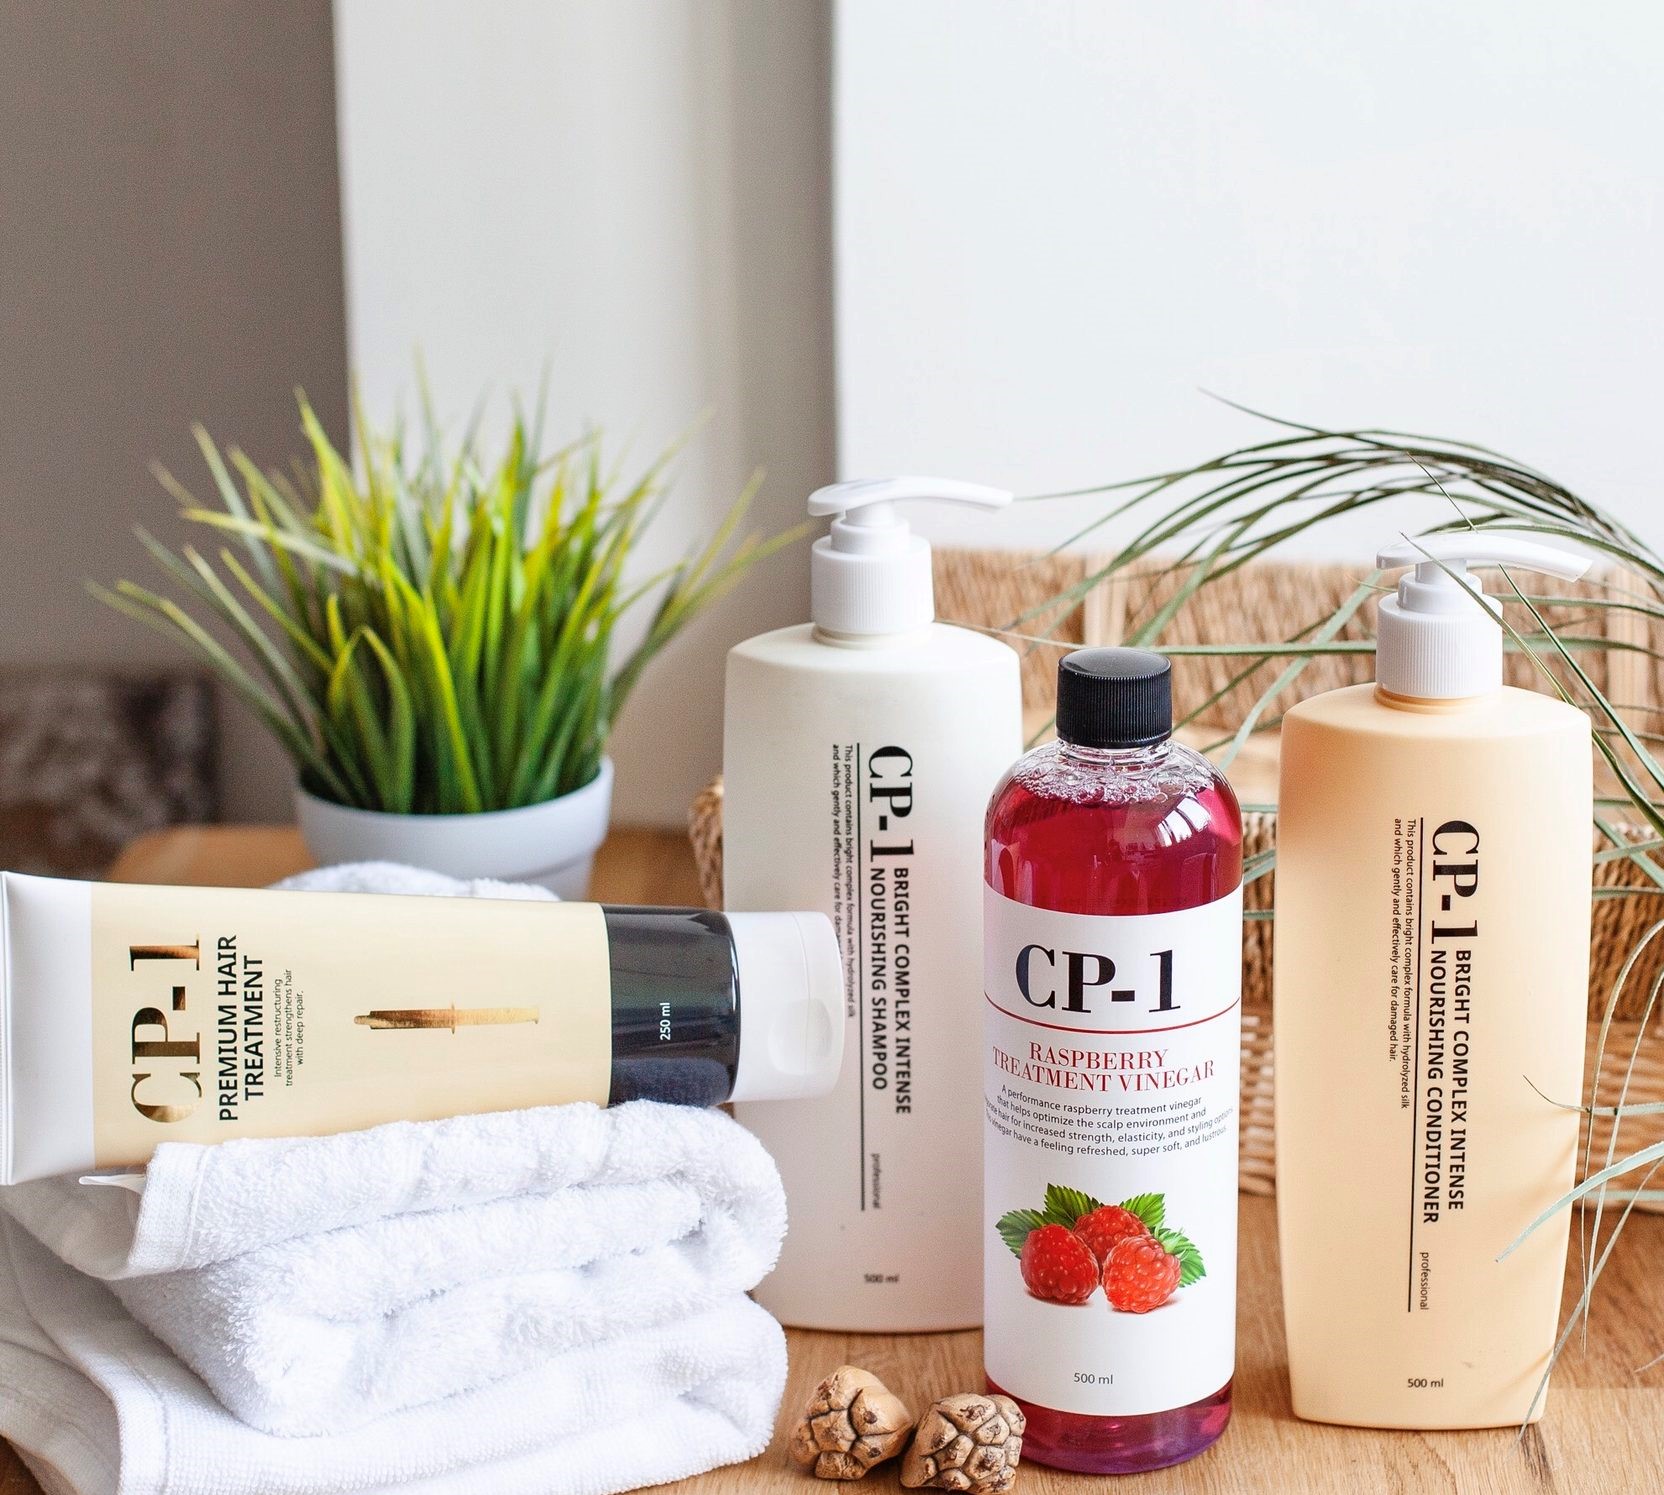 CP-1
PREMIUM HAIR
TREATMENT
Intensive restructuring
treatment strengthens hair
with deep repair.
250 ml
CP-1
BRIGHT COMPLEX INTENSE
NOURISHING SHAMPOO
This product contains bright complex formula with hydrolyzed silk
and which gently and effectively care for
professional
500 ml
CP-1
RASPBERRY
TREATMENT VINEGAR
A performance raspberry treatment vinegar
that helps optimize the scalp environment and
hair for increased strength, elasticity, and styling options
vinegar have a feeling refreshed, super soft, and lustrous
500 ml
CP-1
BRIGHT COMPLEX INTENSE
NOURISHING CONDITIONER
This product contains bright complex formula with hydrolyzed silk
and which gently and effectively care for damaged hair.
professional
500 ml